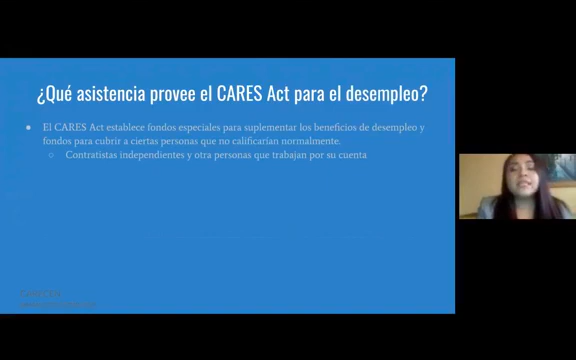 ¿Qué asistencia provee el CARES Act para el desempleo?
● El CARES Act establece fondos especiales para suplementar los beneficios de desempleo y
fondos para cubrir a ciertas personas que no calificarían normalmente.
○ Contratistas independientes y otra personas que trabajan por su cuenta